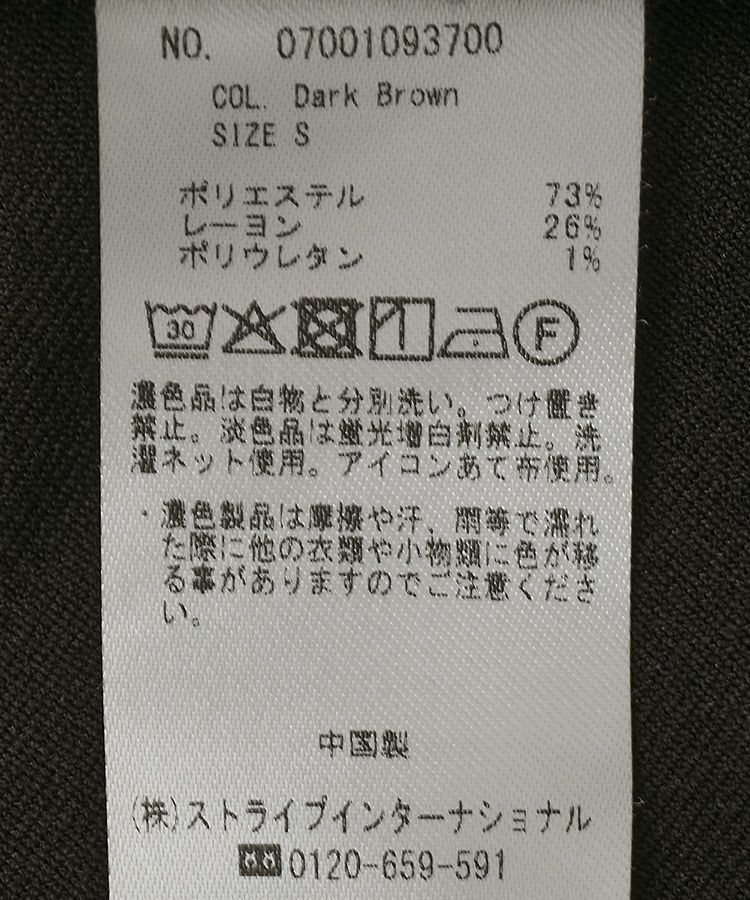 NO. 07001093700
COL. Dark Brown
SIZE S
ポリエステル 73%
レーヨン 26%
ポリウレタン 1%
30 F
濃色品は白物と分別洗い。つけ置き
禁止。淡色品は蛍光増白剤禁止。洗
濯ネット使用。アイロンあて布使用。
・濃色製品は摩擦や汗、雨等で濡れ
た際に他の衣類や小物類に色が移
る事がありますのでご注意くださ
い。
中国製
(株)ストライプインターナショナル
0120-659-591